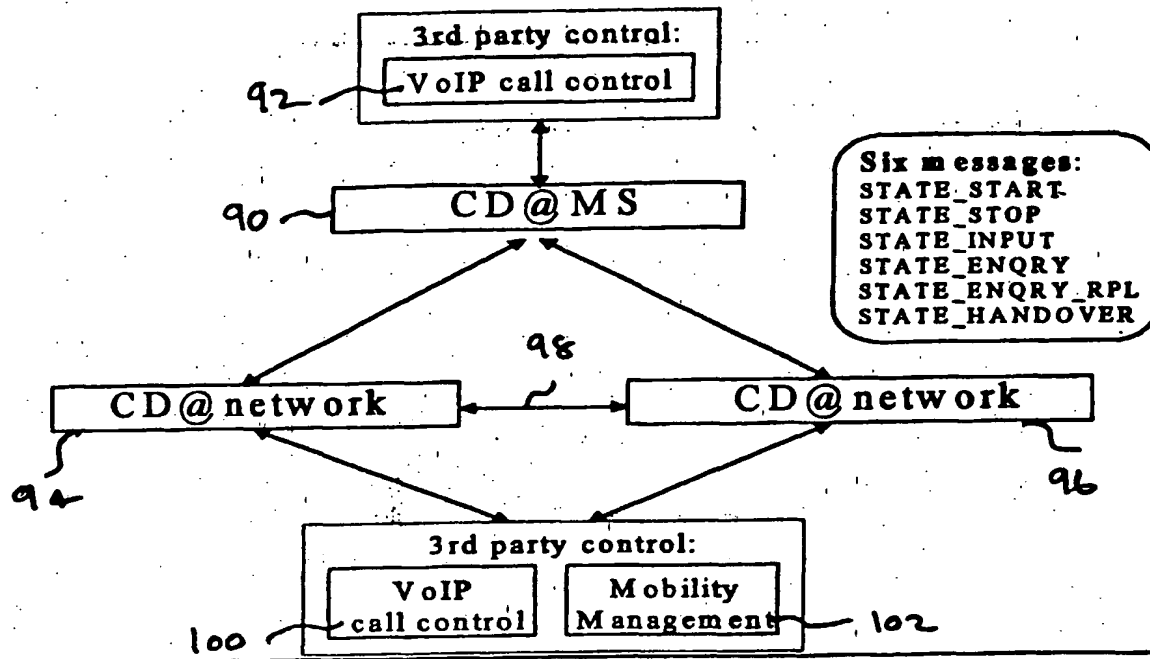 3rd party control:
VoIP call control
92
CD@MS
90
Six messages:
STATE_START
STATE_STOP
STATE_INPUT
STATE_ENQRY
STATE_ENQRY_RPL
STATE_HANDOVER
98
CD@network
CD@network
94
96
3rd party control:
VoIP
call control
Mobility
Management
100
102